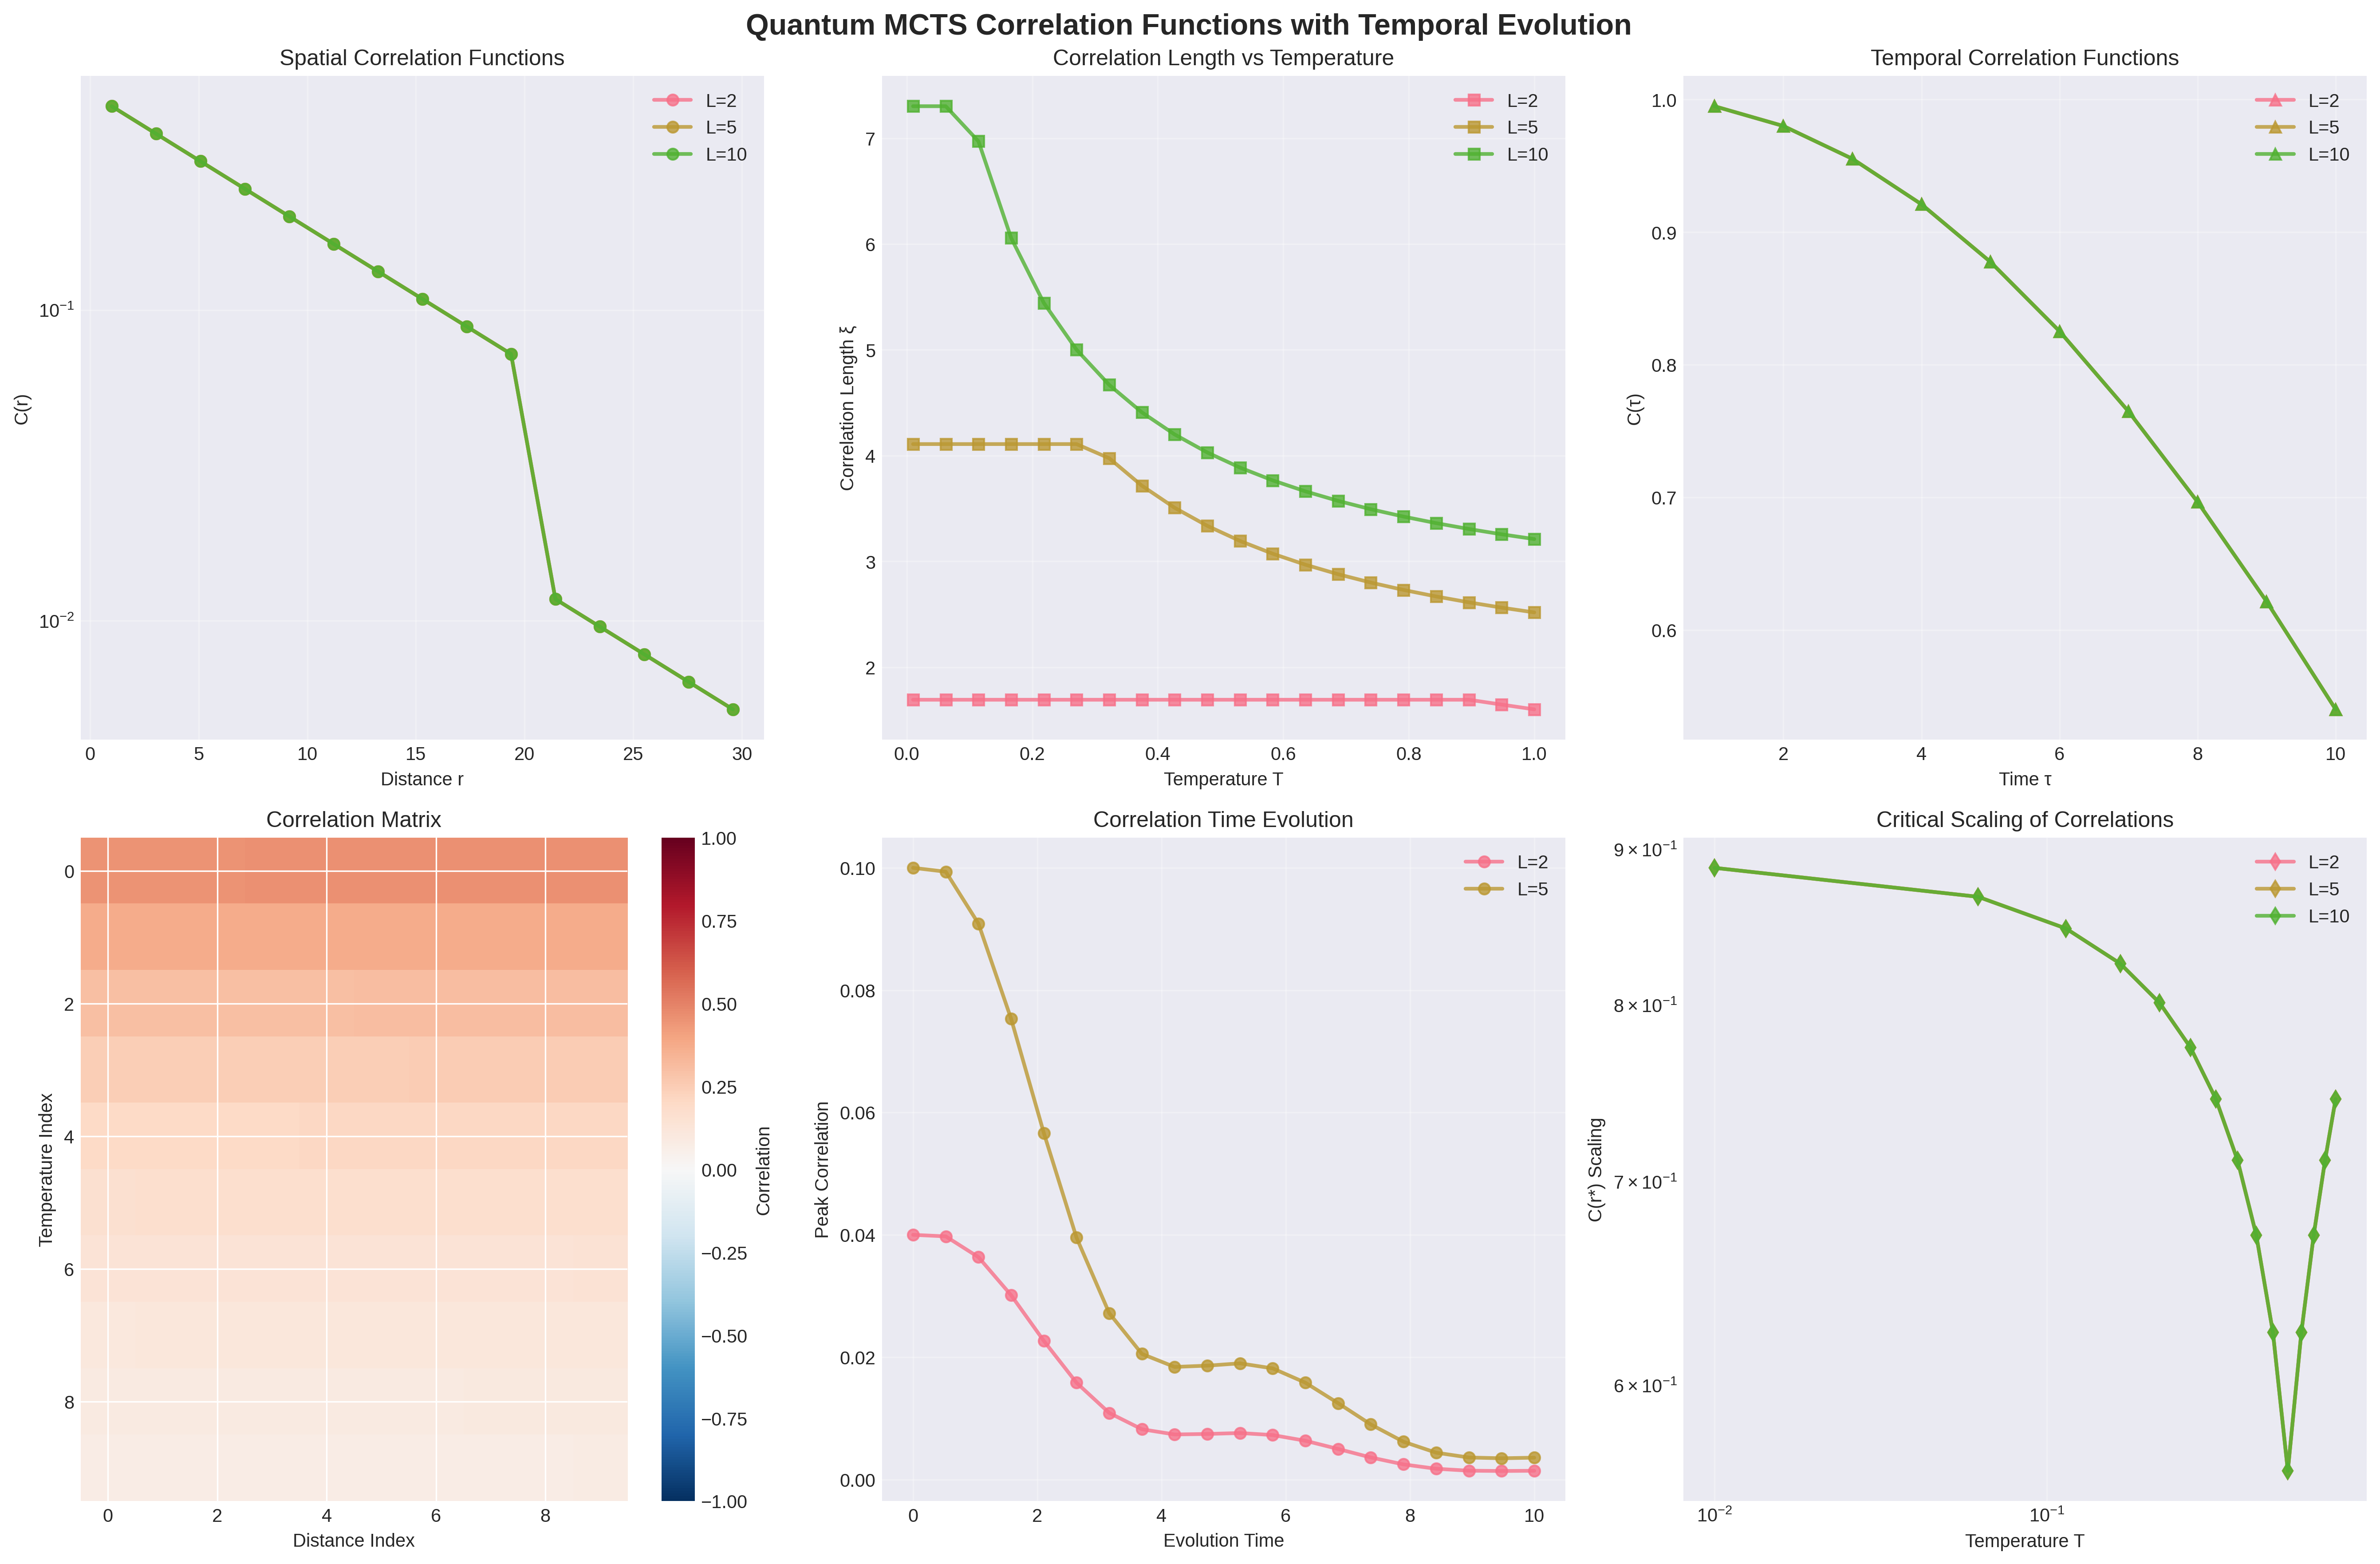 Quantum MCTS Correlation Functions with Temporal Evolution
Spatial Correlation Functions
C(r)
10⁻¹
10⁻²
0 5 10 15 20 25 30
Distance r
L=2
L=5
L=10
Correlation Length vs Temperature
Correlation Length ξ
7
6
5
4
3
2
0.0 0.2 0.4 0.6 0.8 1.0
Temperature T
L=2
L=5
L=10
Temporal Correlation Functions
C(τ)
1.0
0.9
0.8
0.7
0.6
2 4 6 8 10
Time τ
L=2
L=5
L=10
Correlation Matrix
Temperature Index
0
2
4
6
8
0 2 4 6 8
Distance Index
1.00
0.75
0.50
0.25
0.00
−0.25
−0.50
−0.75
−1.00
Correlation
Correlation Time Evolution
Peak Correlation
0.10
0.08
0.06
0.04
0.02
0.00
0 2 4 6 8 10
Evolution Time
L=2
L=5
Critical Scaling of Correlations
C(r*) Scaling
9 × 10⁻¹
8 × 10⁻¹
7 × 10⁻¹
6 × 10⁻¹
10⁻² 10⁻¹
Temperature T
L=2
L=5
L=10